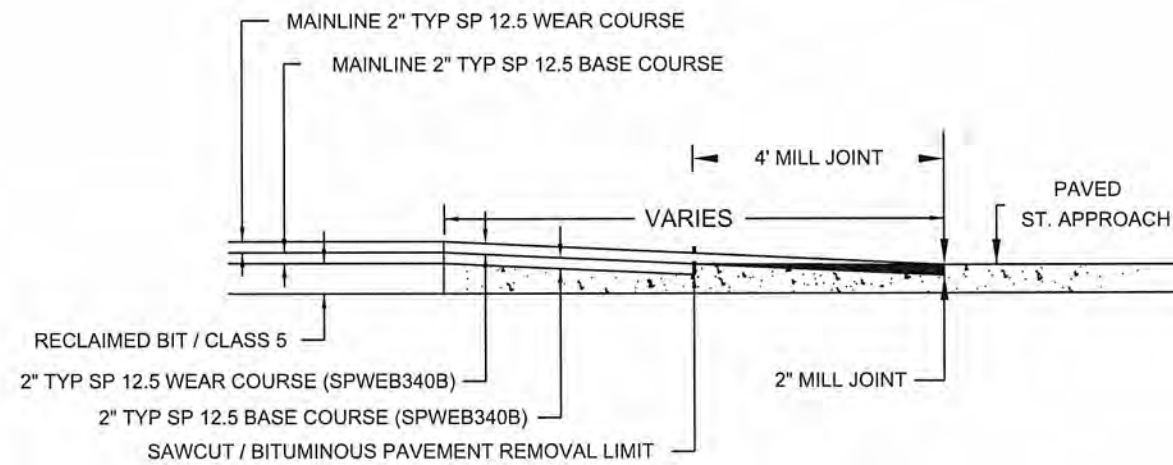 MAINLINE 2" TYP SP 12.5 WEAR COURSE
MAINLINE 2" TYP SP 12.5 BASE COURSE
4' MILL JOINT
PAVED
ST. APPROACH
VARIES
RECLAIMED BIT / CLASS 5
2" TYP SP 12.5 WEAR COURSE (SPWEB340B)
2" MILL JOINT
2" TYP SP 12.5 BASE COURSE (SPWEB340B)
SAWCUT / BITUMINOUS PAVEMENT REMOVAL LIMIT